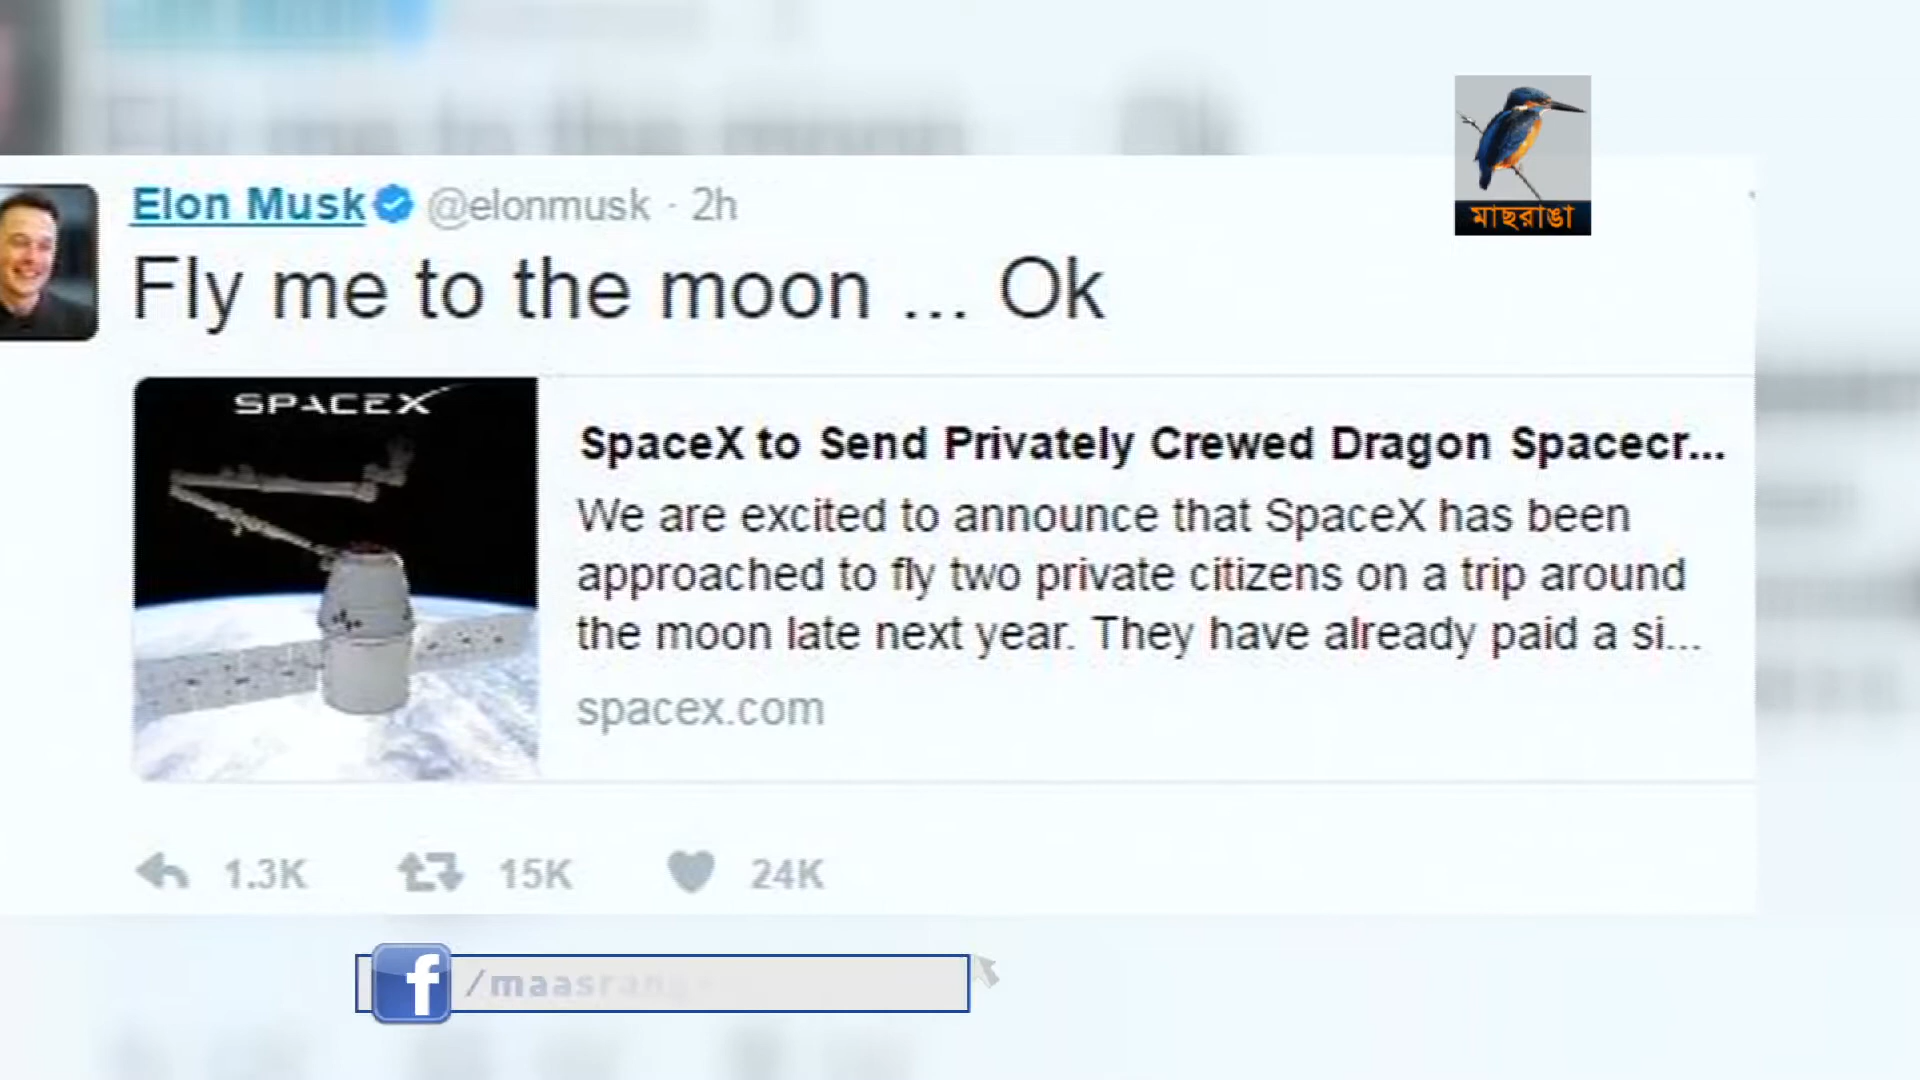 মাছরাঙা
Elon Musk @elonmusk · 2h
Fly me to the moon ... Ok
SPACEX
SpaceX to Send Privately Crewed Dragon Spacecr...
We are excited to announce that SpaceX has been
approached to fly two private citizens on a trip around
the moon late next year. They have already paid a si...
spacex.com
1.3K 15K 24K
f /maasrang